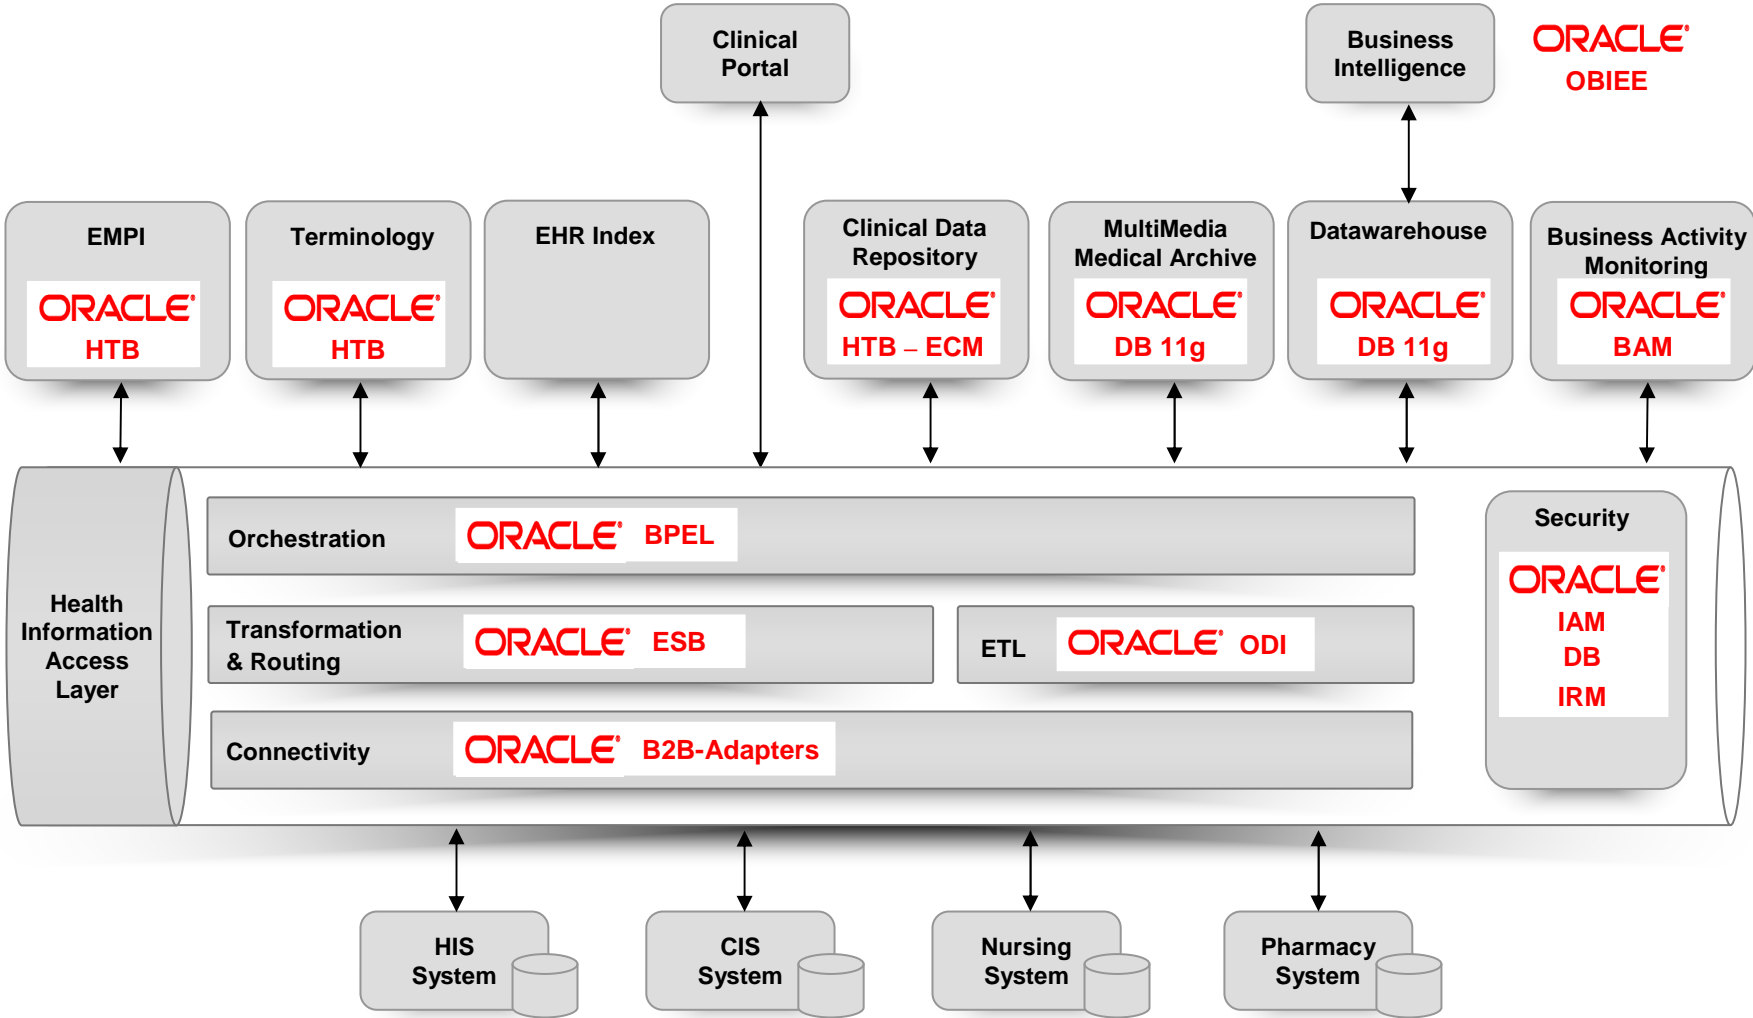 Clinical
Portal
Business
Intelligence
ORACLE®
OBIEE
EMPI
ORACLE®
HTB
Terminology
ORACLE®
HTB
EHR Index
Clinical Data
Repository
ORACLE®
HTB – ECM
MultiMedia
Medical Archive
ORACLE®
DB 11g
Datawarehouse
ORACLE®
DB 11g
Business Activity
Monitoring
ORACLE®
BAM
Health
Information
Access
Layer
Orchestration ORACLE® BPEL
Transformation
& Routing
ORACLE® ESB
ETL ORACLE® ODI
Connectivity ORACLE® B2B-Adapters
Security
ORACLE®
IAM
DB
IRM
HIS
System
CIS
System
Nursing
System
Pharmacy
System